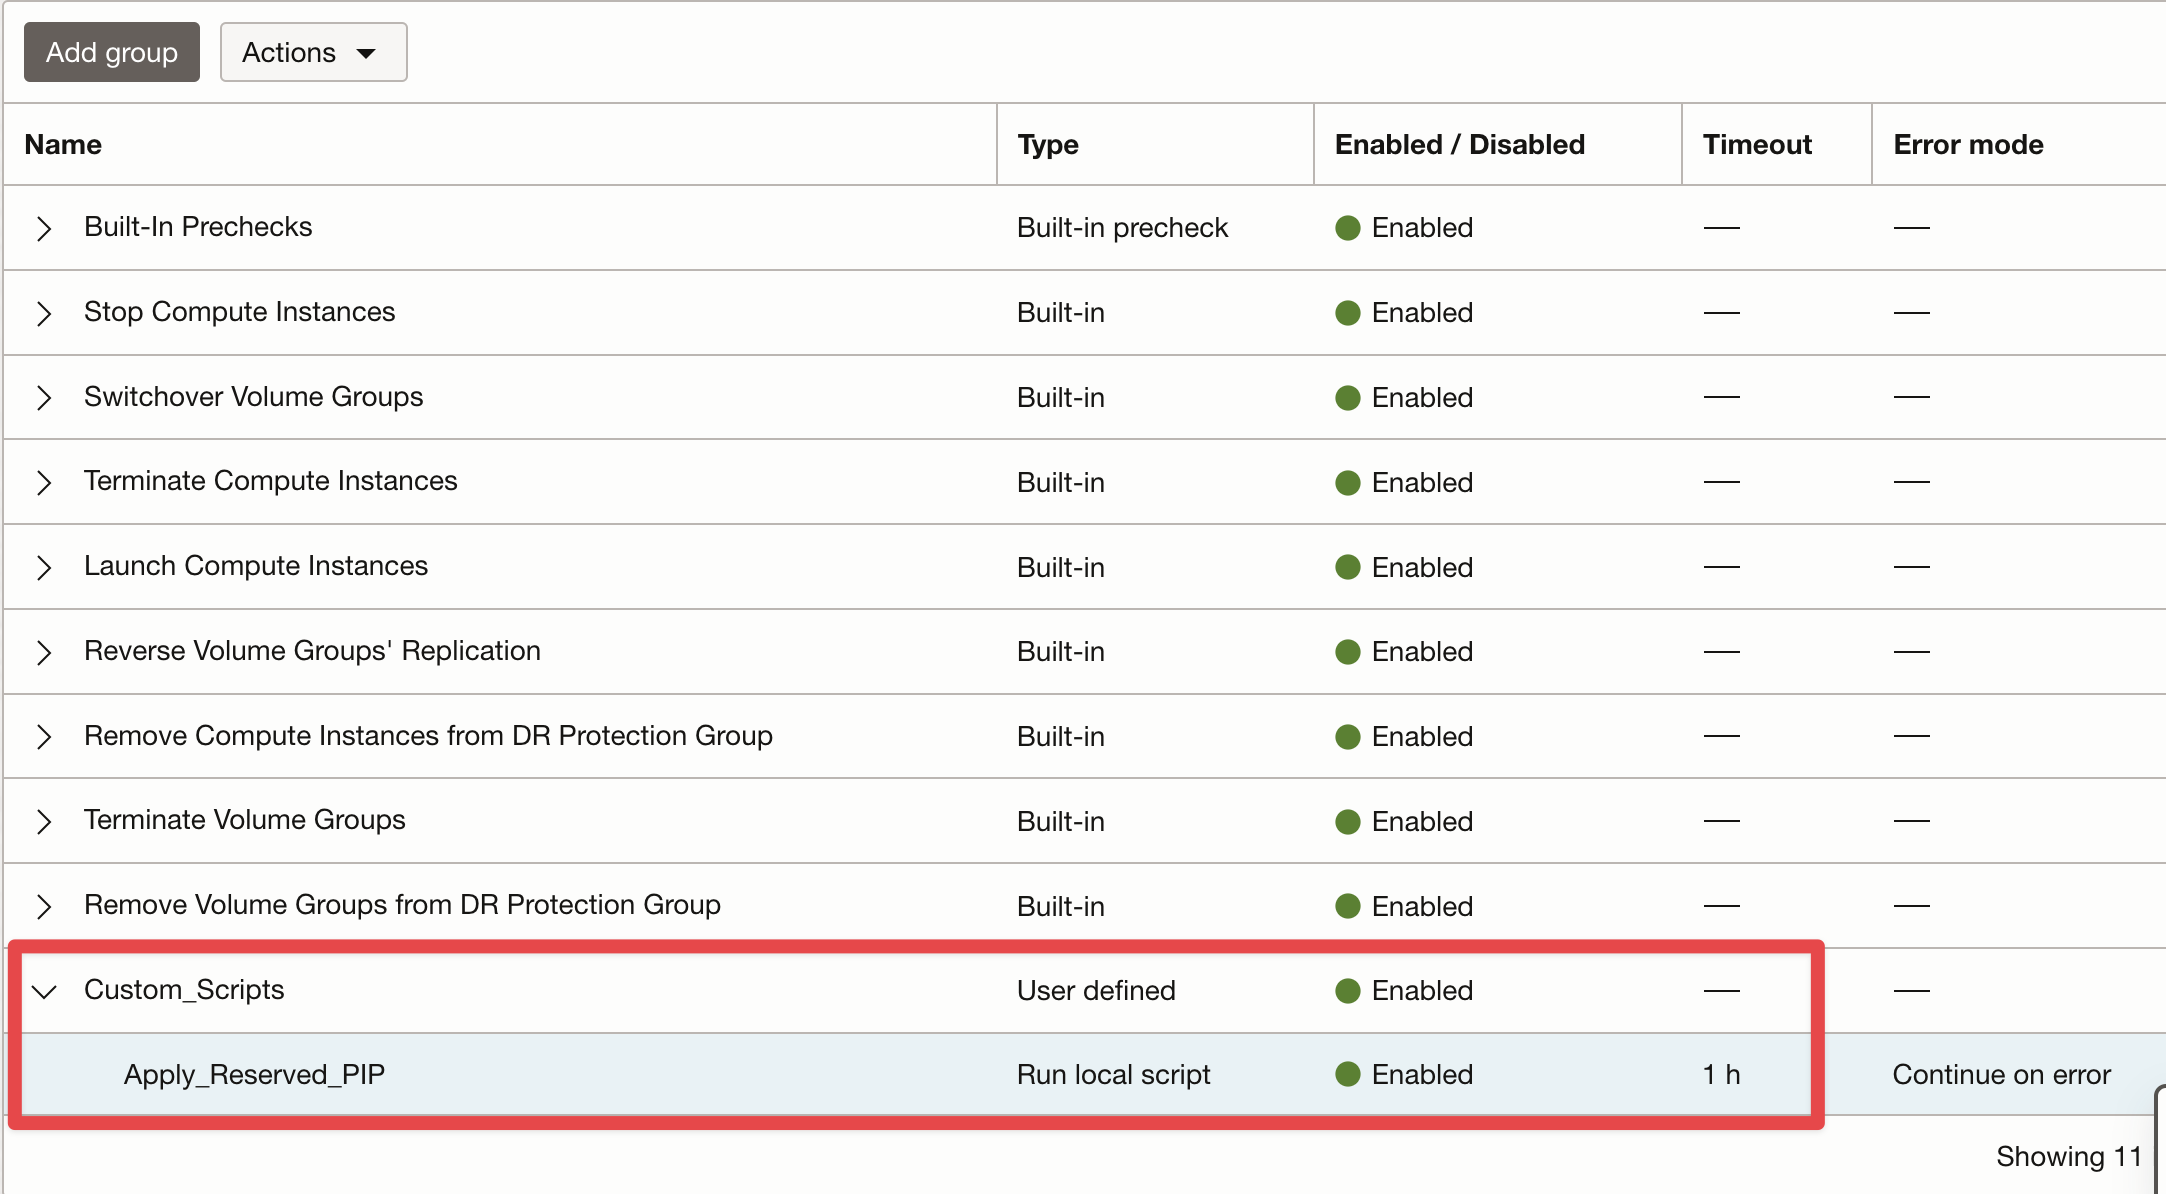 Add group Actions
Name Type Enabled / Disabled Timeout Error mode
Built-In Prechecks Built-in precheck Enabled — —
Stop Compute Instances Built-in Enabled — —
Switchover Volume Groups Built-in Enabled — —
Terminate Compute Instances Built-in Enabled — —
Launch Compute Instances Built-in Enabled — —
Reverse Volume Groups' Replication Built-in Enabled — —
Remove Compute Instances from DR Protection Group Built-in Enabled — —
Terminate Volume Groups Built-in Enabled — —
Remove Volume Groups from DR Protection Group Built-in Enabled — —
Custom_Scripts User defined Enabled — —
Apply_Reserved_PIP Run local script Enabled 1 h Continue on error
Showing 11